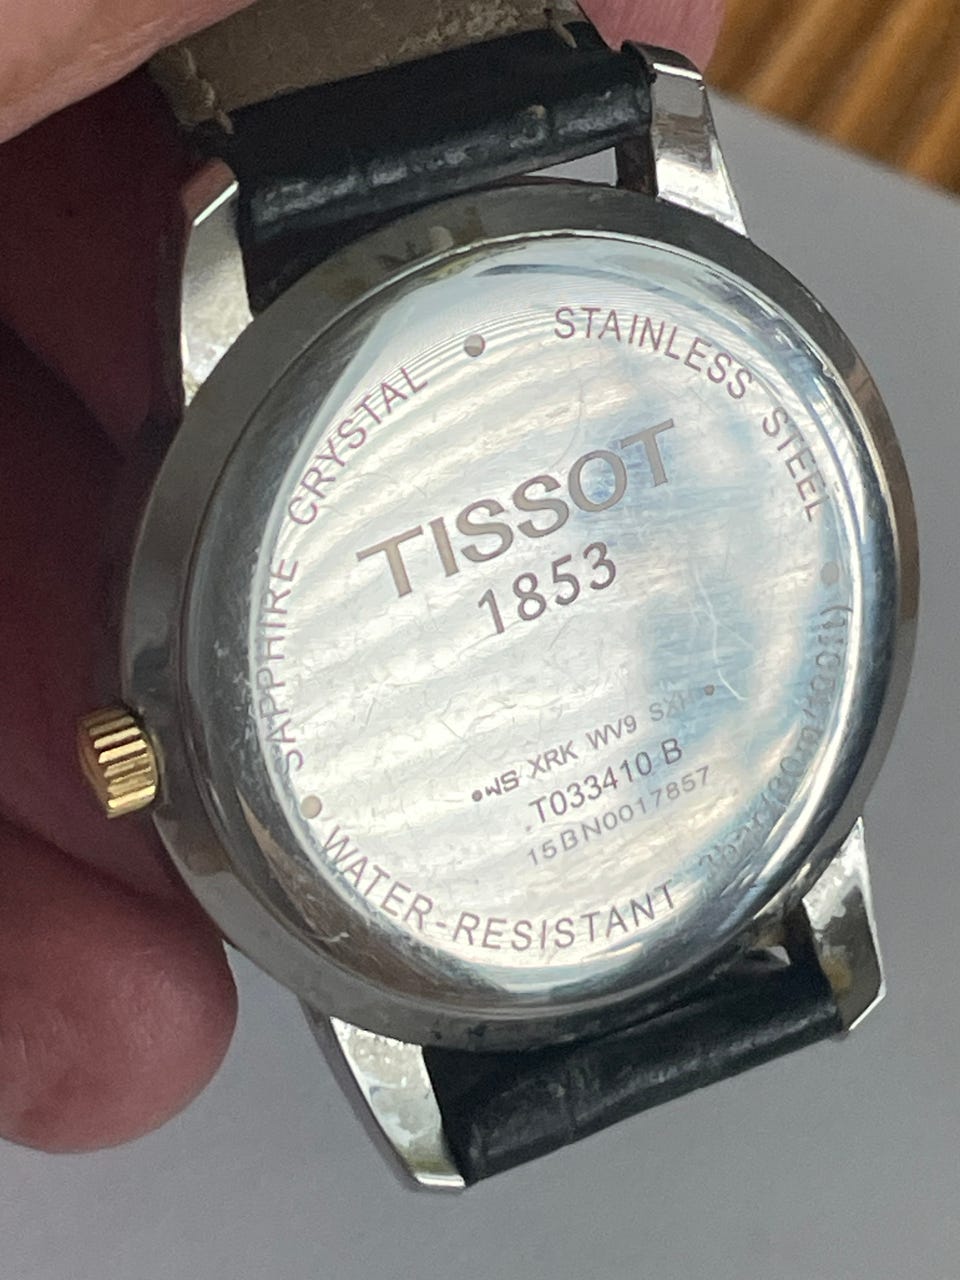 SAPPHIRE CRYSTAL
STAINLESS STEEL
TISSOT
1853
XRK WV9
T033410 B
15BN0017857
WATER-RESISTANT